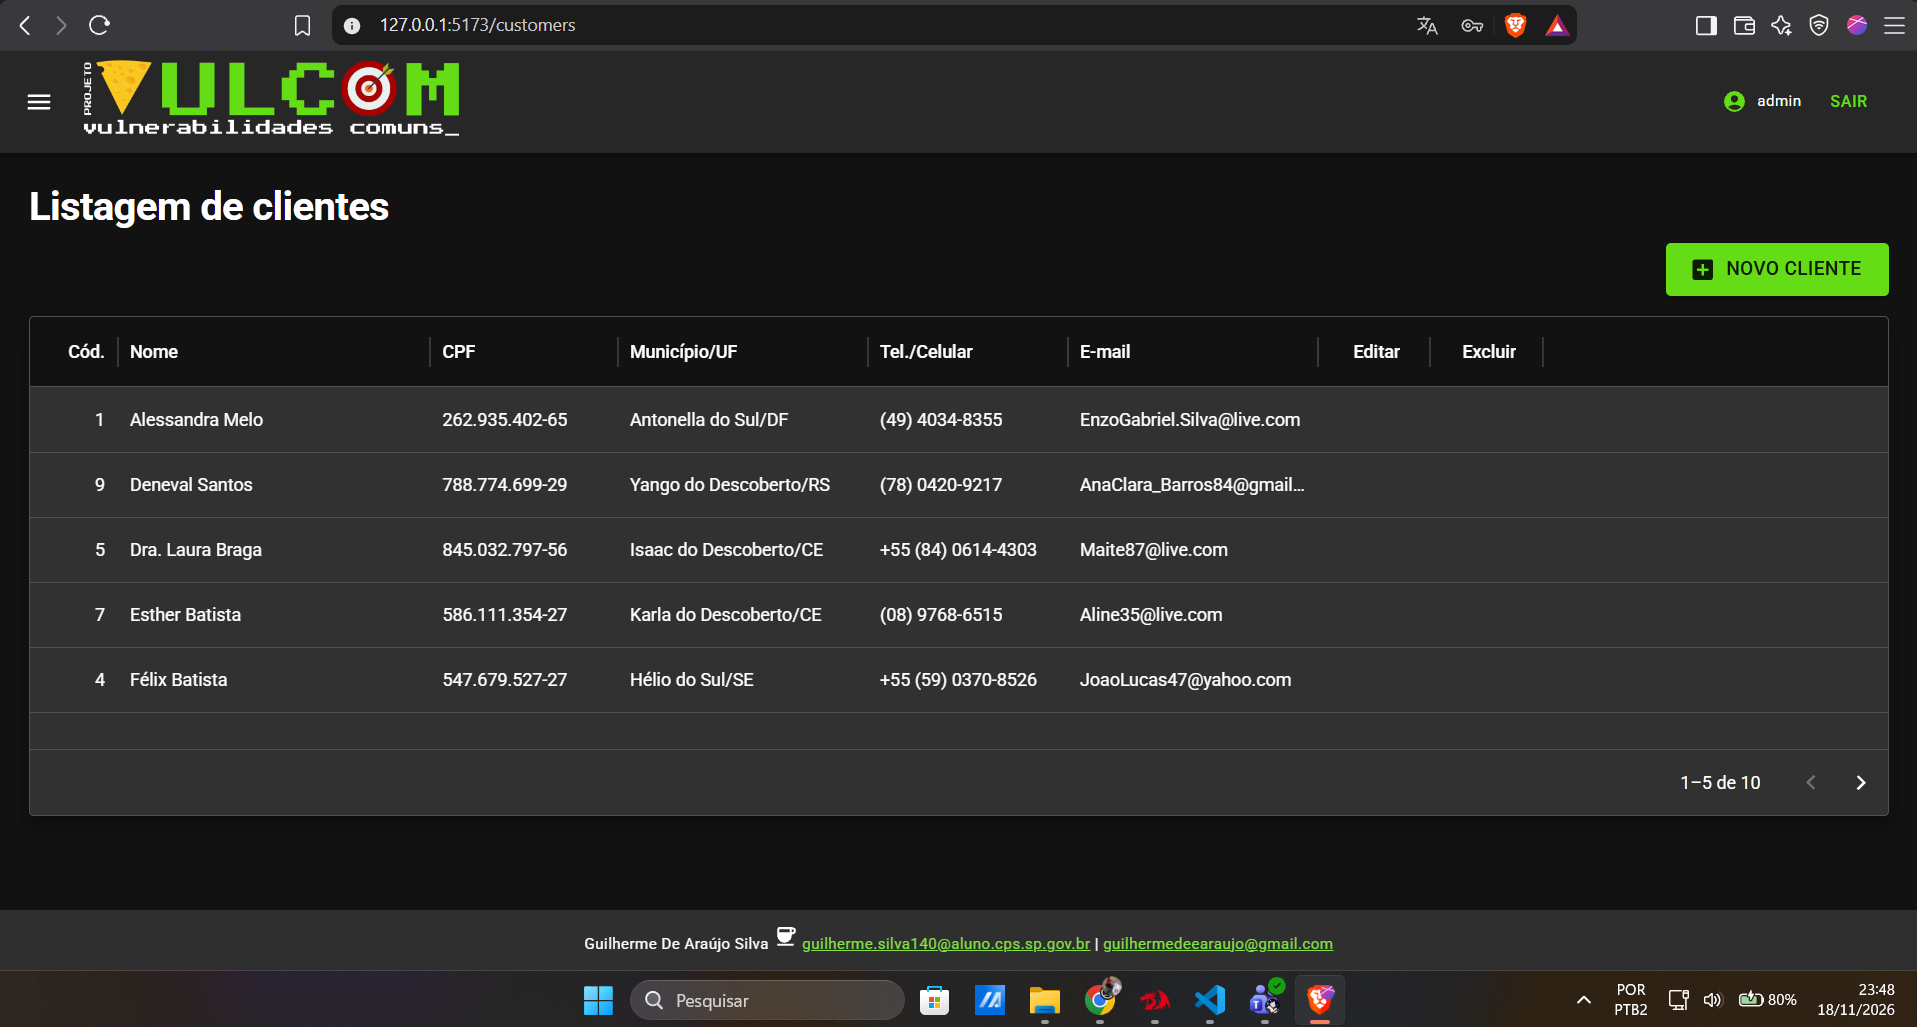 127.0.0.1:5173/customers
PROJETO
VULCOM
vulnerabilidades comuns_
admin SAIR
Listagem de clientes
NOVO CLIENTE
Cód. Nome CPF Município/UF Tel./Celular E-mail Editar Excluir
1 Alessandra Melo 262.935.402-65 Antonella do Sul/DF (49) 4034-8355 EnzoGabriel.Silva@live.com
9 Deneval Santos 788.774.699-29 Yango do Descoberto/RS (78) 0420-9217 AnaClara_Barros84@gmail...
5 Dra. Laura Braga 845.032.797-56 Isaac do Descoberto/CE +55 (84) 0614-4303 Maite87@live.com
7 Esther Batista 586.111.354-27 Karla do Descoberto/CE (08) 9768-6515 Aline35@live.com
4 Félix Batista 547.679.527-27 Hélio do Sul/SE +55 (59) 0370-8526 JoaoLucas47@yahoo.com
1–5 de 10
Guilherme De Araújo Silva guilherme.silva140@aluno.cps.sp.gov.br | guilhermedeearaujo@gmail.com
Pesquisar
POR
PTB2
80%
23:48
18/11/2026